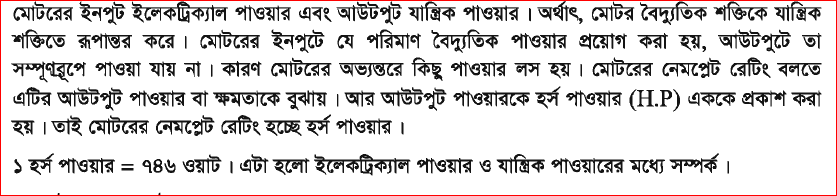 মোটরের ইনপুট ইলেকট্রিক্যাল পাওয়ার এবং আউটপুট যান্ত্রিক পাওয়ার । অর্থাৎ, মোটর বৈদ্যুতিক শক্তিকে যান্ত্রিক
শক্তিতে রূপান্তর করে । মোটরের ইনপুটে যে পরিমাণ বৈদ্যুতিক পাওয়ার প্রয়োগ করা হয়, আউটপুটে তা
সম্পূণরূপে পাওয়া যায় না । কারণ মোটরের অভ্যন্তরে কিছু পাওয়ার লস হয় । মোটরের নেমপ্লেট রেটিং বলতে
এটির আউটপুট পাওয়ার বা ক্ষমতাকে বুঝায় । আর আউটপুট পাওয়ারকে হর্স পাওয়ার (H.P) এককে প্রকাশ করা
হয় । তাই মোটরের নেমপ্লেট রেটিং হচ্ছে হর্স পাওয়ার ।
১ হর্স পাওয়ার = ৭৪৬ ওয়াট । এটা হলো ইলেকট্রিক্যাল পাওয়ার ও যান্ত্রিক পাওয়ারের মধ্যে সম্পর্ক ।